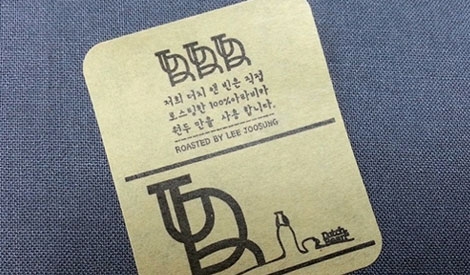 저희 더치 앤 빈은 직접
로스팅한 100%아라비아
원두 만을 사용 합니다.
ROASTED BY LEE JOOSUNG
Dutch&
Bean